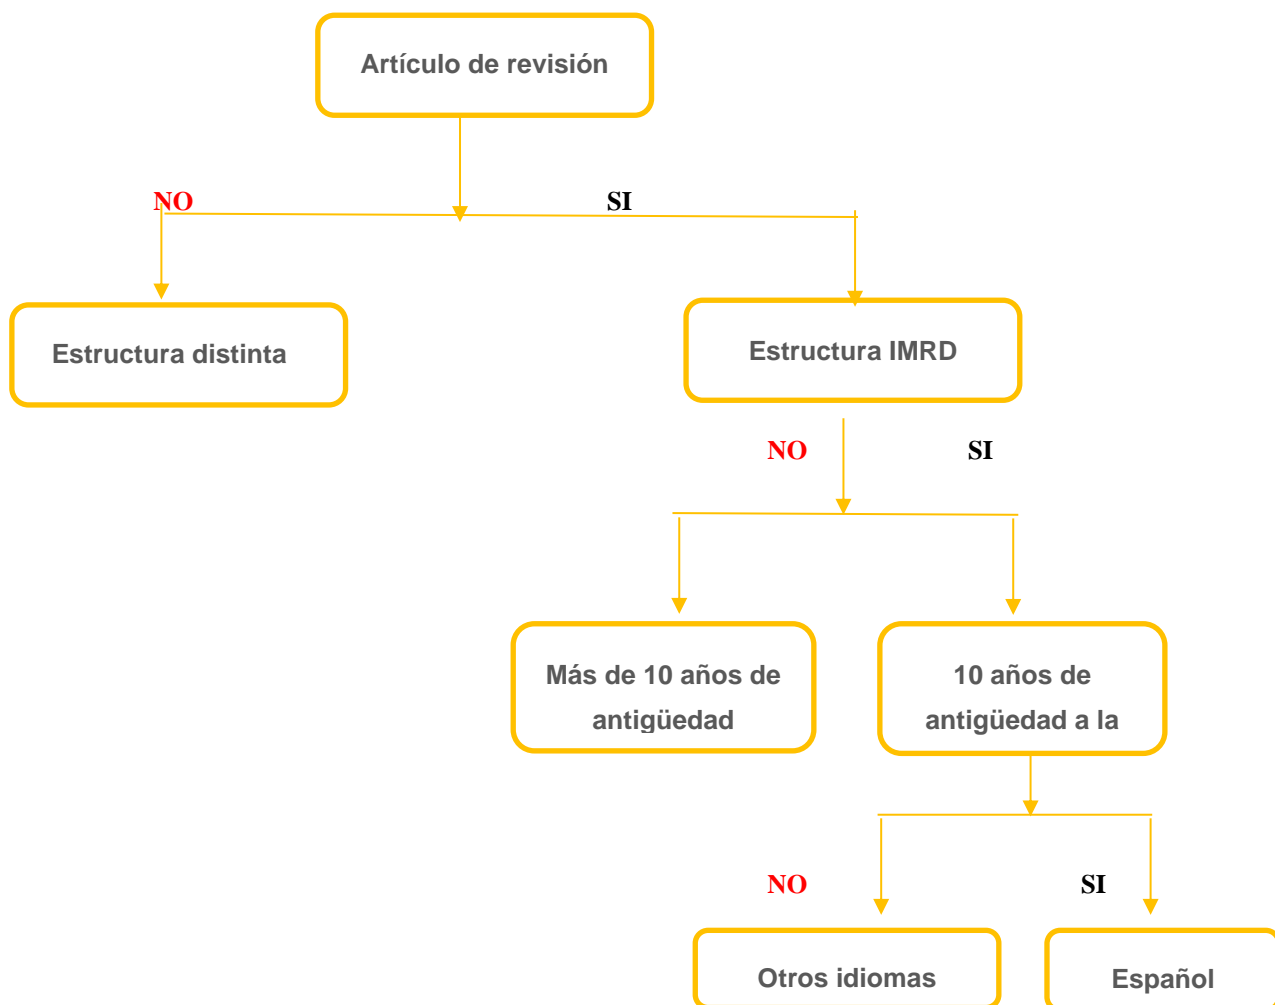 Artículo de revisión
NO
SI
Estructura distinta
Estructura IMRD
NO
SI
Más de 10 años de
antigüedad
10 años de
antigüedad a la
NO
SI
Otros idiomas
Español